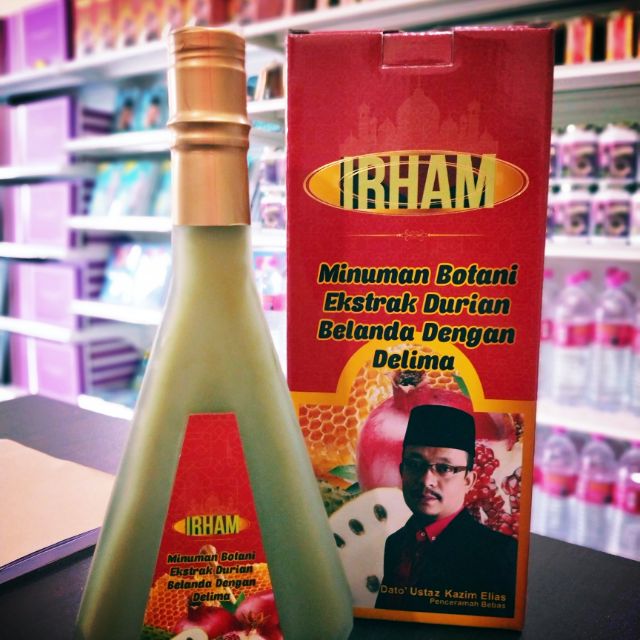 IRHAM
Minuman Botani
Ekstrak Durian
Belanda Dengan
Delima
Dato' Ustaz Kazim Elias
Penceramah Bebas
IRHAM
Minuman Botani
Ekstrak Durian
Belanda Dengan
Delima